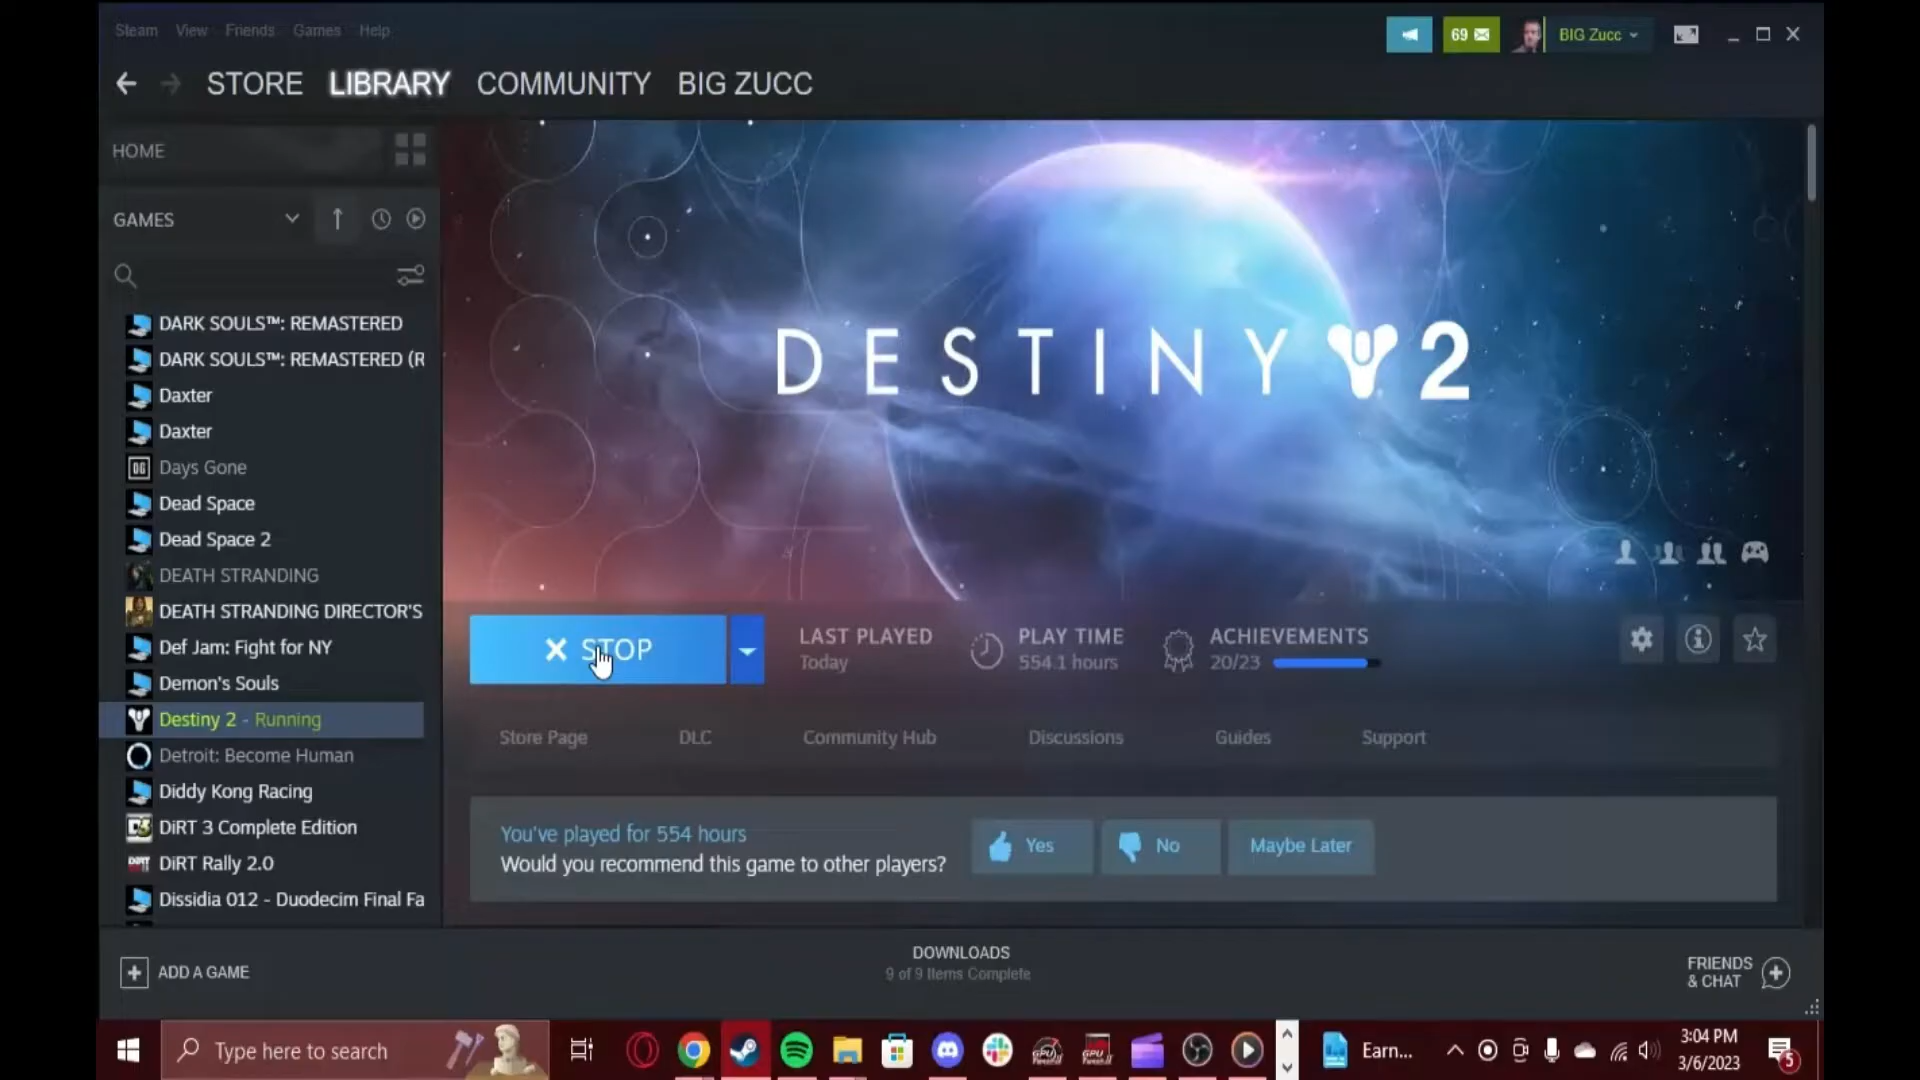 Steam View Friends Games Help
69
BIG Zucc
STORE LIBRARY COMMUNITY BIG ZUCC
HOME
GAMES
DARK SOULS™: REMASTERED
DARK SOULS™: REMASTERED (R
Daxter
Daxter
Days Gone
Dead Space
Dead Space 2
DEATH STRANDING
DEATH STRANDING DIRECTOR'S
Def Jam: Fight for NY
Demon's Souls
Destiny 2 - Running
Detroit: Become Human
Diddy Kong Racing
DiRT 3 Complete Edition
DiRT Rally 2.0
Dissidia 012 - Duodecim Final Fa
DESTINY 2
STOP
LAST PLAYED
Today
PLAY TIME
554.1 hours
ACHIEVEMENTS
20/23
Store Page DLC Community Hub Discussions Guides Support
You've played for 554 hours
Would you recommend this game to other players?
Yes
No
Maybe Later
ADD A GAME
DOWNLOADS
9 of 9 Items Complete
FRIENDS
& CHAT
Type here to search
Earn...
3:04 PM
3/6/2023
5